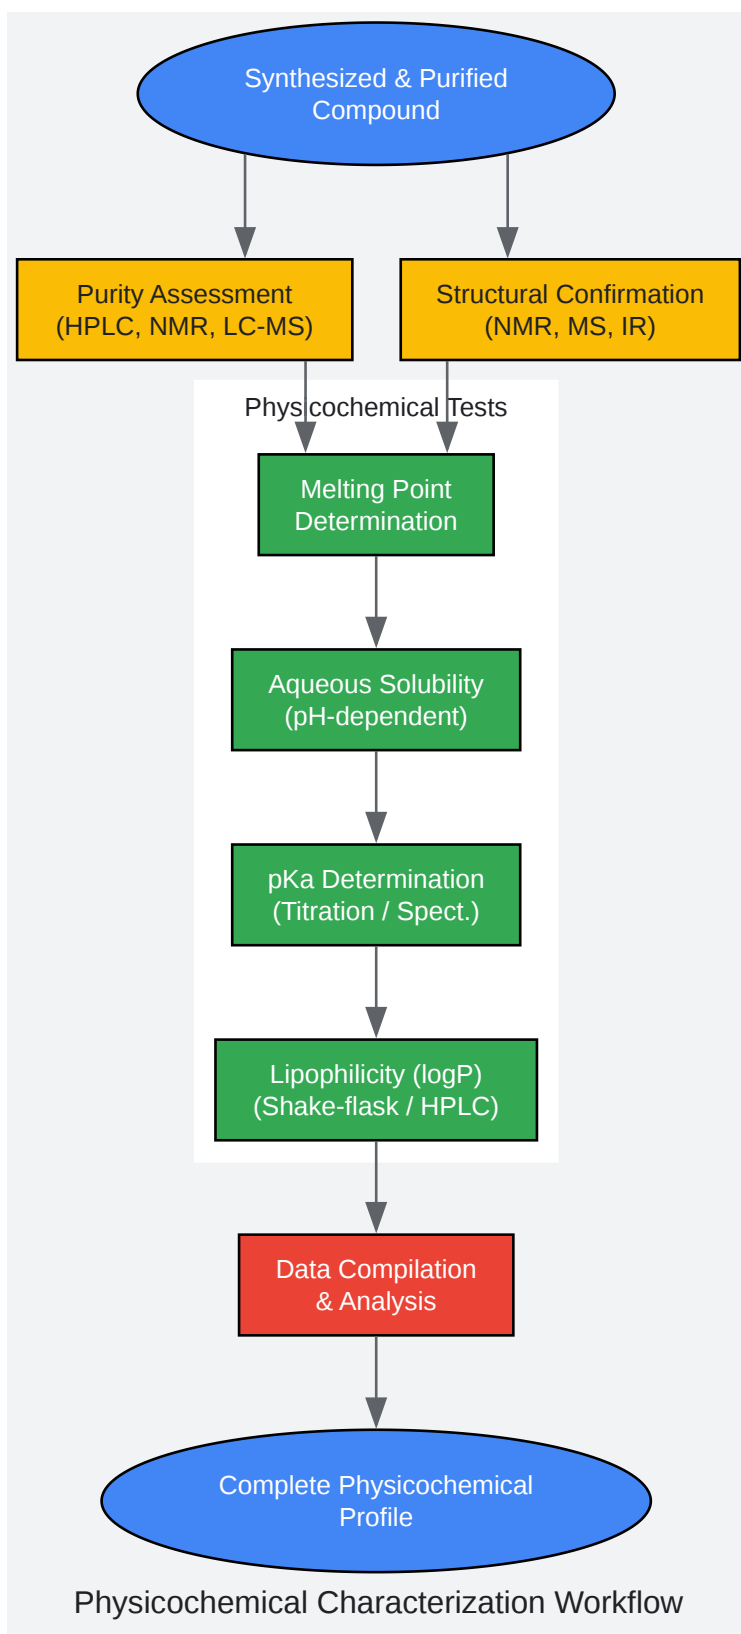 Synthesized & Purified
Compound
Purity Assessment
(HPLC, NMR, LC-MS)
Structural Confirmation
(NMR, MS, IR)
Physicochemical Tests
Melting Point
Determination
Aqueous Solubility
(pH-dependent)
pKa Determination
(Titration / Spect.)
Lipophilicity (logP)
(Shake-flask / HPLC)
Data Compilation
& Analysis
Complete Physicochemical
Profile
Physicochemical Characterization Workflow